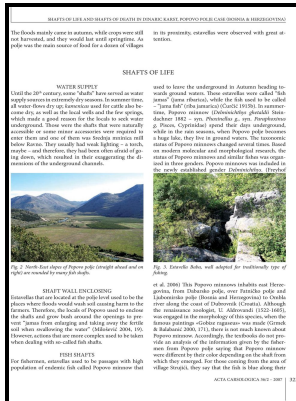 SHAFTS OF LIFE AND SHAFTS OF DEATH IN DINARIC KARST, POPOVO POLJE CASE (BOSNIA & HERZEGOVINA)
The floods mainly came in autumn, while crops were still
not harvested, and they would last until springtime. As
polje was the main source of food for a dozen of villages
in its proximity, estavelles were observed with great at-
tention.
SHAFTS OF LIFE
WATER SUPPLY
Until the 20th century, some "shafts" have served as water
supply sources in extremely dry seasons. In summer time,
all water-flows dry up, karavelour used for cattle also be-
come dry, as well as the local wells and the few springs,
which made a good reason for the locals to seek water
underground. These were the shafts that were naturally
accessible or some minor accessories were required to
enter them and one of them was Srednja mrsnica mill
below Ravno. They usually had weak lighting – a torch,
maybe – and therefore, they had been often afraid of go-
ing down, which resulted in their exaggerating the di-
mensions of the underground channels.
used to leave the underground in Autumn heading to-
wards ground waters. These estavelles were called "fish
jamas" (jama ribarica), while the fish used to be called
– "jama fish" (riba jamarica) (Ćurčić 1915b). In summer-
time, Popovo minnow (Delminichthys ghetaldii Stein-
dachner 1882 – syn. Phoxinellus g., syn. Paraphoxinus
g. Pisces, Cyprinidae) spend their days underground,
while in the rain seasons, when Popovo polje becomes
a huge lake, they live in ground waters. The taxonomic
status of Popovo minnows changed several times. Based
on modern molecular and morphological research, the
status of Popovo minnows and similar fishes was organ-
ised in three genders. Popovo minnows was included in
the newly established gender Delminichthys. (Freyhof
Fig. 2 North-East slopes of Popovo polje (straight ahead and on
right) are rounded by many fish shafts.
Fig. 3. Estavella Baba, wall adapted for traditionally type of
fishing.
SHAFT WALL ENCLOSING
Estavellas that are located at the polje level used to be the
places where floods would wash soil causing harm to the
farmers. Therefore, the locals of Popovo used to enclose
the shafts and grow bush around the openings to pre-
vent "jamas from enlarging and taking away the fertile
soil when swallowing the water" (Milošević 2004, 19).
However, actions that are more complex used to be taken
when dealing with so-called fish shafts.
FISH SHAFTS
For fishermen, estavellas used to be passages with high
population of endemic fish called Popovo minnow that
et al. 2006) This Popovo minnows inhabits east Herze-
govina, from Dabarsko polje, over Fatničko polje and
Ljubomirsko polje (Bosnia and Herzegovina) to Ombla
river along the coast of Dubrovnik (Croatia). Although
the renaissance zoologist, U. Aldrovandi (1522-1605),
was engaged in the morphology of this species, when the
famous paintings «Gobius raguseus» was made (Grmek
& Balabanić 2000, 171), there is not much known about
Popovo minnow. Accordingly, the textbooks do not pro-
vide an analysis of the information given by the fisher-
men from Popovo polje saying that Popovo minnow
were different by their color depending on the shaft from
which they emerged. For those coming from the area of
village Strujići, they say that the fish is blue along their
ACTA CARSOLOGICA 36/2 – 2007